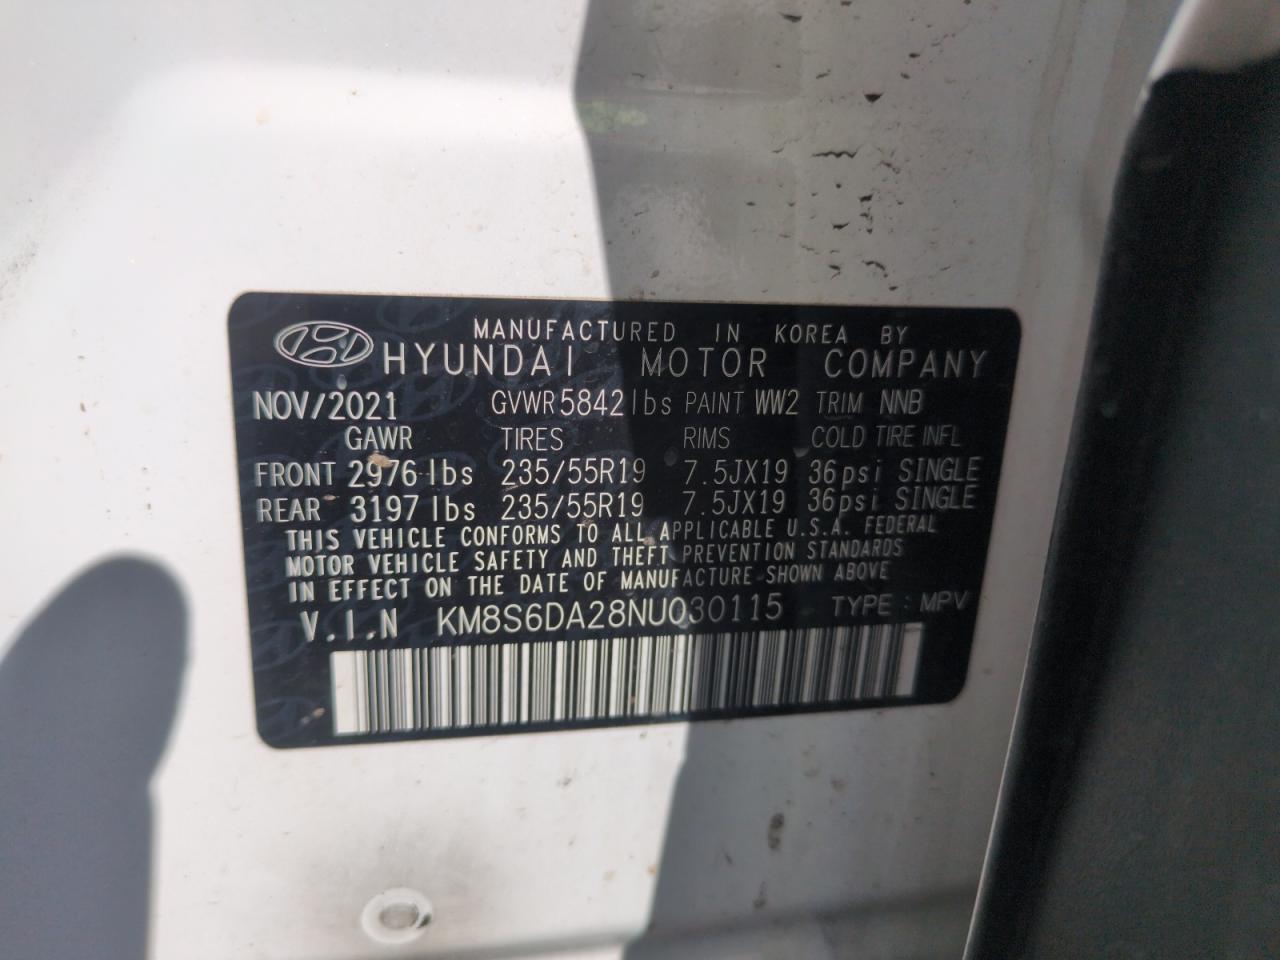 MANUFACTURED IN KOREA BY
HYUNDAI MOTOR COMPANY
NOV/2021 GVWR 5842 lbs PAINT WW2 TRIM NNB
GAWR TIRES RIMS COLD TIRE INFL
FRONT 2976 lbs 235/55R19 7.5JX19 36psi SINGLE
REAR 3197 lbs 235/55R19 7.5JX19 36psi SINGLE
THIS VEHICLE CONFORMS TO ALL APPLICABLE U.S.A. FEDERAL
MOTOR VEHICLE SAFETY AND THEFT PREVENTION STANDARDS
IN EFFECT ON THE DATE OF MANUFACTURE SHOWN ABOVE
V.I.N KM8S6DA28NU030115 TYPE : MPV